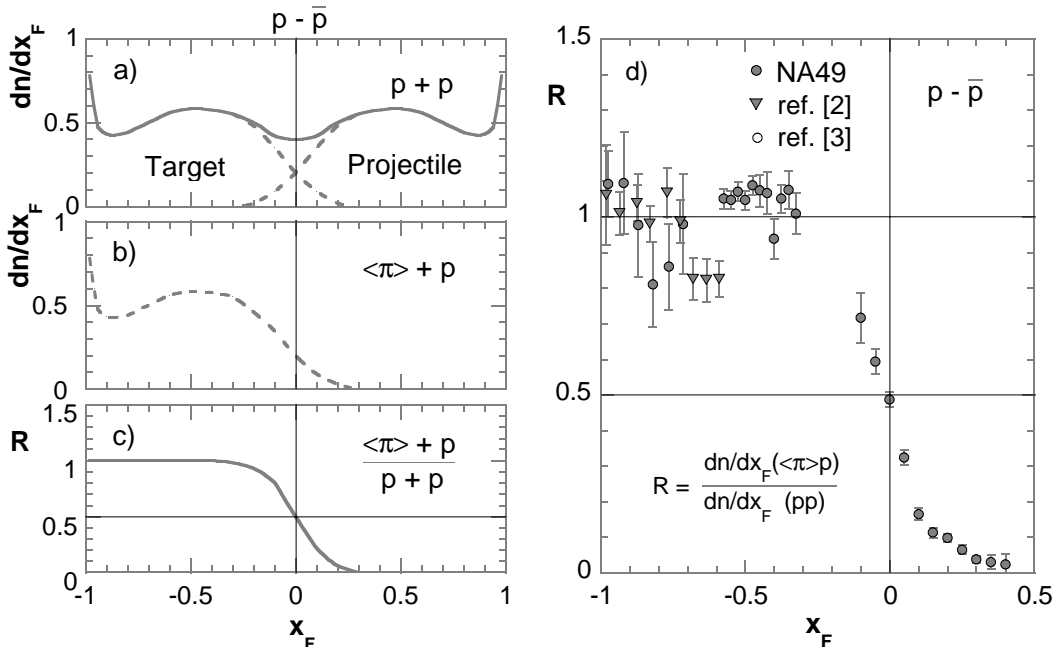 p - p̅
dn/dx_F
1
0.5
0
a)
p + p
Target
Projectile
dn/dx_F
1
0.5
0
b)
<π> + p
R
1.5
1
0.5
0
c)
<π> + p
p + p
-1 -0.5 0 0.5 1
x_F
R
1.5
1
0.5
0
d)
NA49
ref. [2]
ref. [3]
p - p̅
R = dn/dx_F(<π>p)
dn/dx_F (pp)
-1 -0.5 0 0.5
x_F